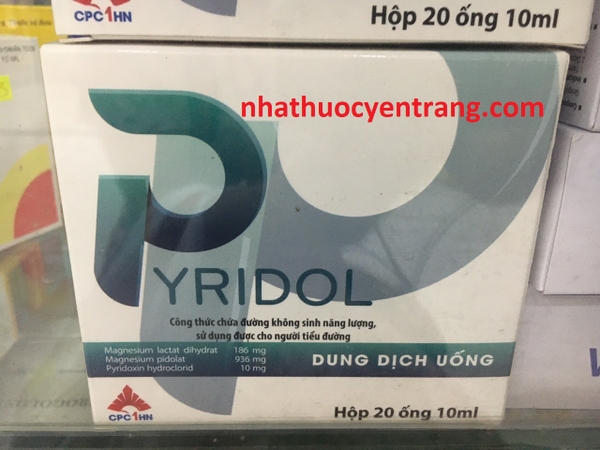 CPC1HN
Hộp 20 ống 10ml
nhathuocyentrang.com
PYRIDOL
Công thức chứa đường không sinh năng lượng,
sử dụng được cho người tiểu đường
Magnesium lactat dihydrat 186 mg
Magnesium pidolat 936 mg
Pyridoxin hydroclorid 10 mg
DUNG DỊCH UỐNG
CPC1HN
Hộp 20 ống 10ml